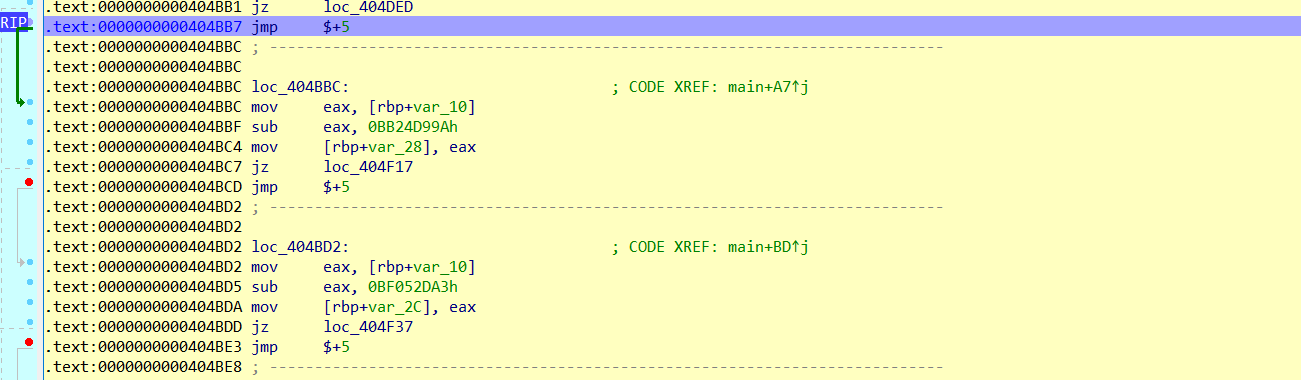 .text:0000000000404BB1 jz      loc_404DED
RIP .text:0000000000404BB7 jmp     $+5
.text:0000000000404BBC ; ---------------------------------------------------------------------------
.text:0000000000404BBC
.text:0000000000404BBC loc_404BBC:                             ; CODE XREF: main+A7↑j
.text:0000000000404BBC mov     eax, [rbp+var_10]
.text:0000000000404BBF sub     eax, 0BB24D99Ah
.text:0000000000404BC4 mov     [rbp+var_28], eax
.text:0000000000404BC7 jz      loc_404F17
.text:0000000000404BCD jmp     $+5
.text:0000000000404BD2 ; ---------------------------------------------------------------------------
.text:0000000000404BD2
.text:0000000000404BD2 loc_404BD2:                             ; CODE XREF: main+BD↑j
.text:0000000000404BD2 mov     eax, [rbp+var_10]
.text:0000000000404BD5 sub     eax, 0BF052DA3h
.text:0000000000404BDA mov     [rbp+var_2C], eax
.text:0000000000404BDD jz      loc_404F37
.text:0000000000404BE3 jmp     $+5
.text:0000000000404BE8 ; ---------------------------------------------------------------------------